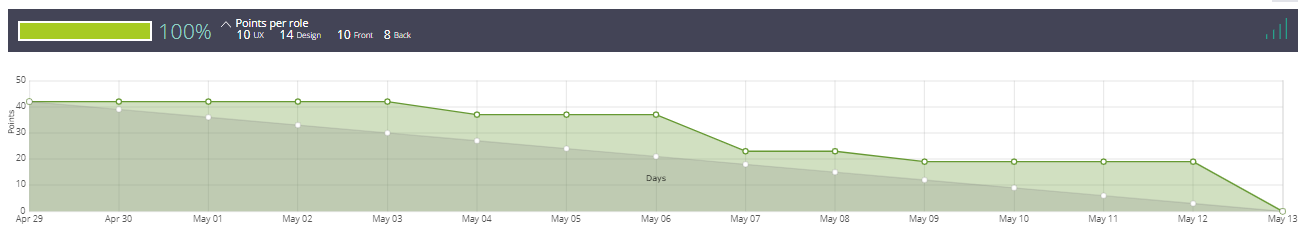 100%
Points per role
10 UX 14 Design 10 Front 8 Back
50
40
30
20
10
0
Points
Days
Apr 29 Apr 30 May 01 May 02 May 03 May 04 May 05 May 06 May 07 May 08 May 09 May 10 May 11 May 12 May 13